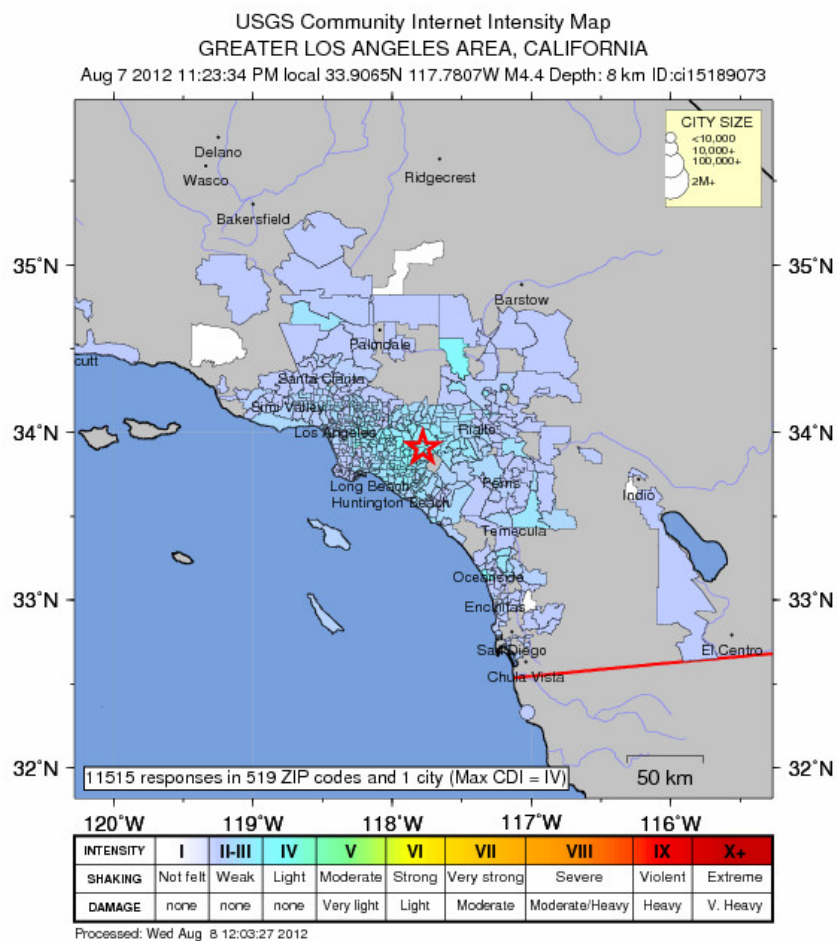 USGS Community Internet Intensity Map
GREATER LOS ANGELES AREA, CALIFORNIA
Aug 7 2012 11:23:34 PM local 33.9065N 117.7807W M4.4 Depth: 8 km ID:ci15189073
CITY SIZE
<10,000
10,000+
100,000+
2M+
Delano
Wasco
Ridgecrest
Bakersfield
35˚N
35˚N
Barstow
Palmdale
cutt
Santa Clarita
Simi Valley
34˚N
Los Angeles
Rialto
34˚N
Long Beach
Perris
Indio
Huntington Beach
Temecula
33˚N
Oceanside
33˚N
Encinitas
San Diego
El Centro
Chula Vista
32˚N
11515 responses in 519 ZIP codes and 1 city (Max CDI = IV)
50 km
32˚N
120˚W 119˚W 118˚W 117˚W 116˚W
INTENSITY I II-III IV V VI VII VIII IX X+
SHAKING Not felt Weak Light Moderate Strong Very strong Severe Violent Extreme
DAMAGE none none none Very light Light Moderate Moderate/Heavy Heavy V. Heavy
Processed: Wed Aug 8 12:03:27 2012